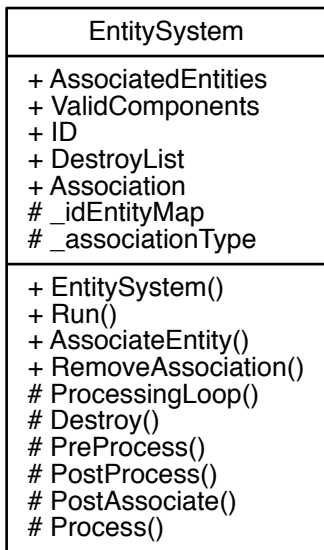 EntitySystem
+ AssociatedEntities
+ ValidComponents
+ ID
+ DestroyList
+ Association
# _idEntityMap
# _associationType
+ EntitySystem()
+ Run()
+ AssociateEntity()
+ RemoveAssociation()
# ProcessingLoop()
# Destroy()
# PreProcess()
# PostProcess()
# PostAssociate()
# Process()